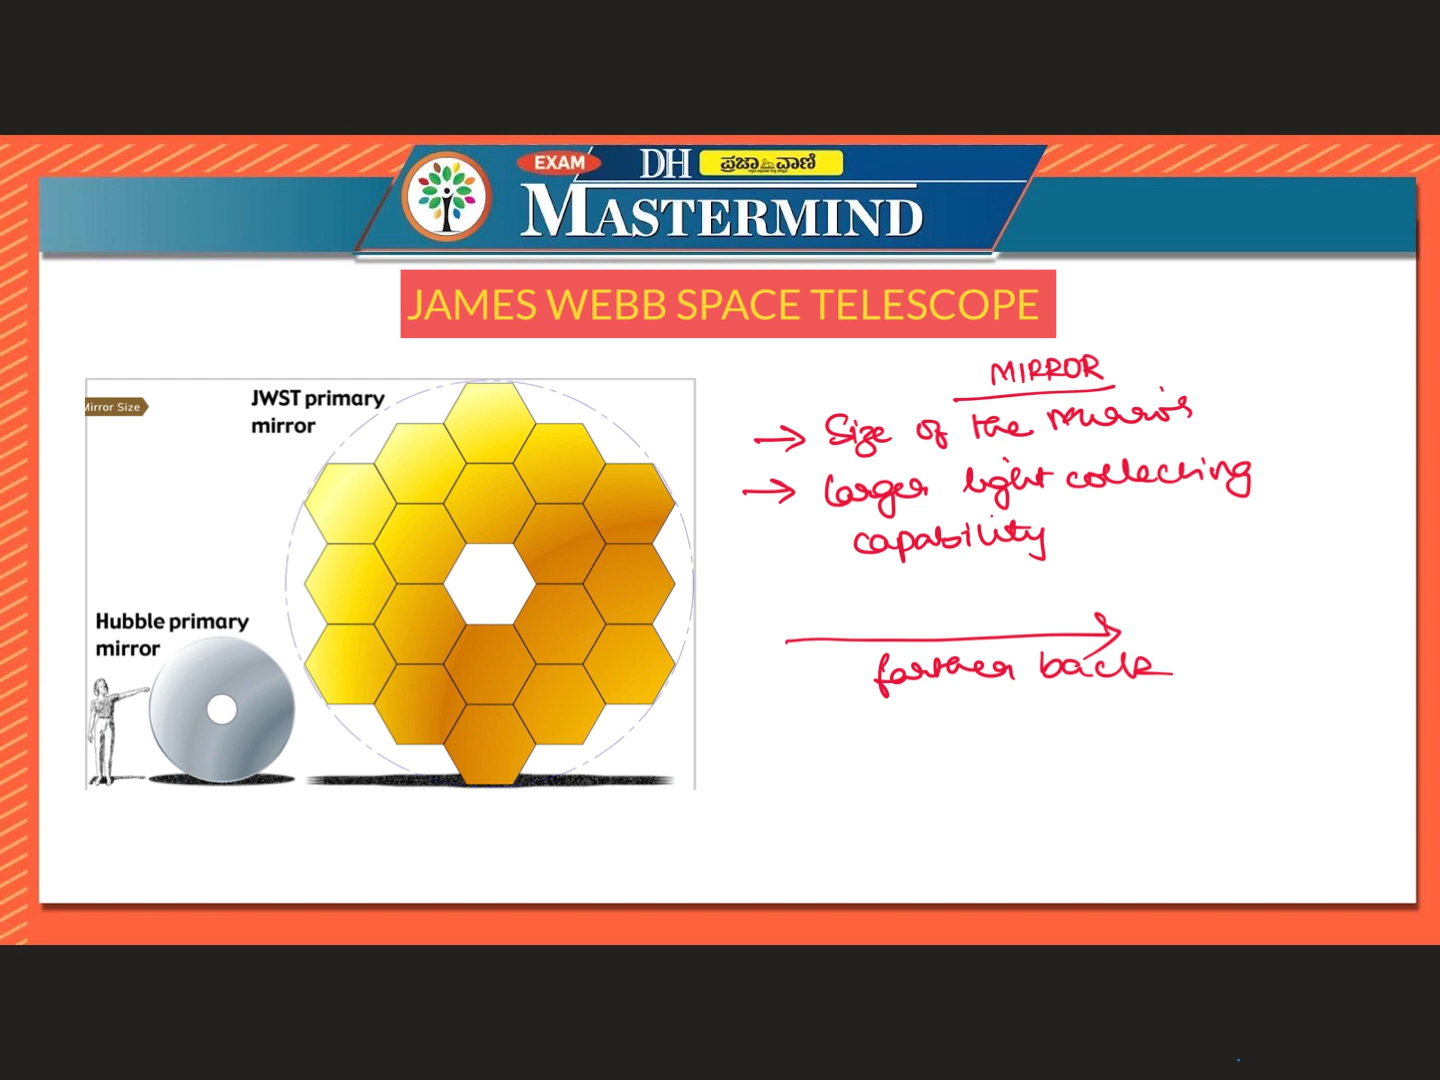 EXAM
DH ಪ್ರಜಾವಾಣಿ
MASTERMIND
JAMES WEBB SPACE TELESCOPE
Mirror Size
JWST primary
mirror
Hubble primary
mirror
MIRROR
→ Size of the mirrors
→ Larger light collecting
capability
farther back